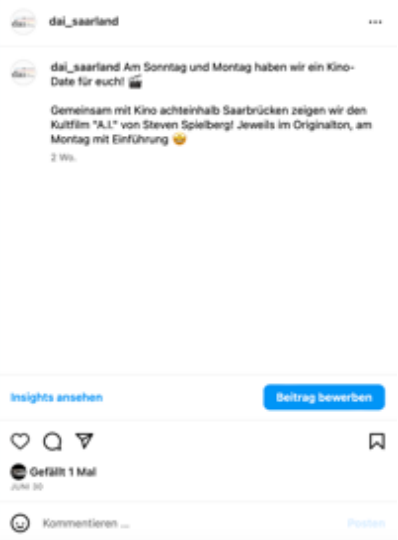 dai_saarland
dai_saarland Am Sonntag und Montag haben wir ein Kino-
Date für euch! 🎬
Gemeinsam mit Kino achteinhalb Saarbrücken zeigen wir den
Kultfilm "A.I." von Steven Spielberg! Jeweils im Originalton, am
Montag mit Einführung 🤩
2 Wo.
Insights ansehen
Beitrag bewerben
Gefällt 1 Mal
JUNI 30
Kommentieren ...
Posten